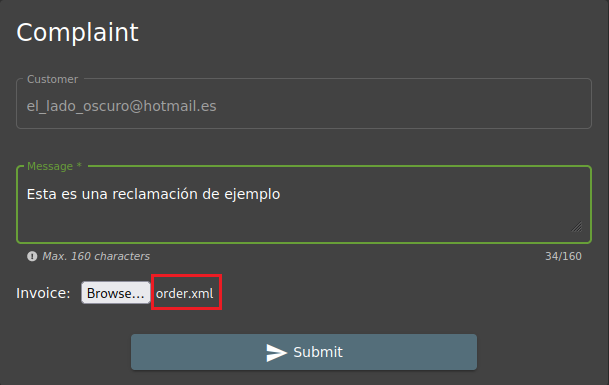 Complaint
Customer
el_lado_oscuro@hotmail.es
Message *
Esta es una reclamación de ejemplo
Max. 160 characters 34/160
Invoice: Browse... order.xml
Submit